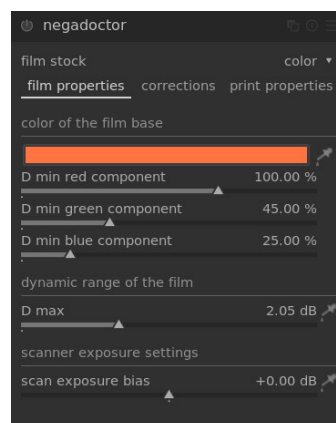 negadoctor
film stock color
film properties corrections print properties
color of the film base
D min red component 100.00 %
D min green component 45.00 %
D min blue component 25.00 %
dynamic range of the film
D max 2.05 dB
scanner exposure settings
scan exposure bias +0.00 dB